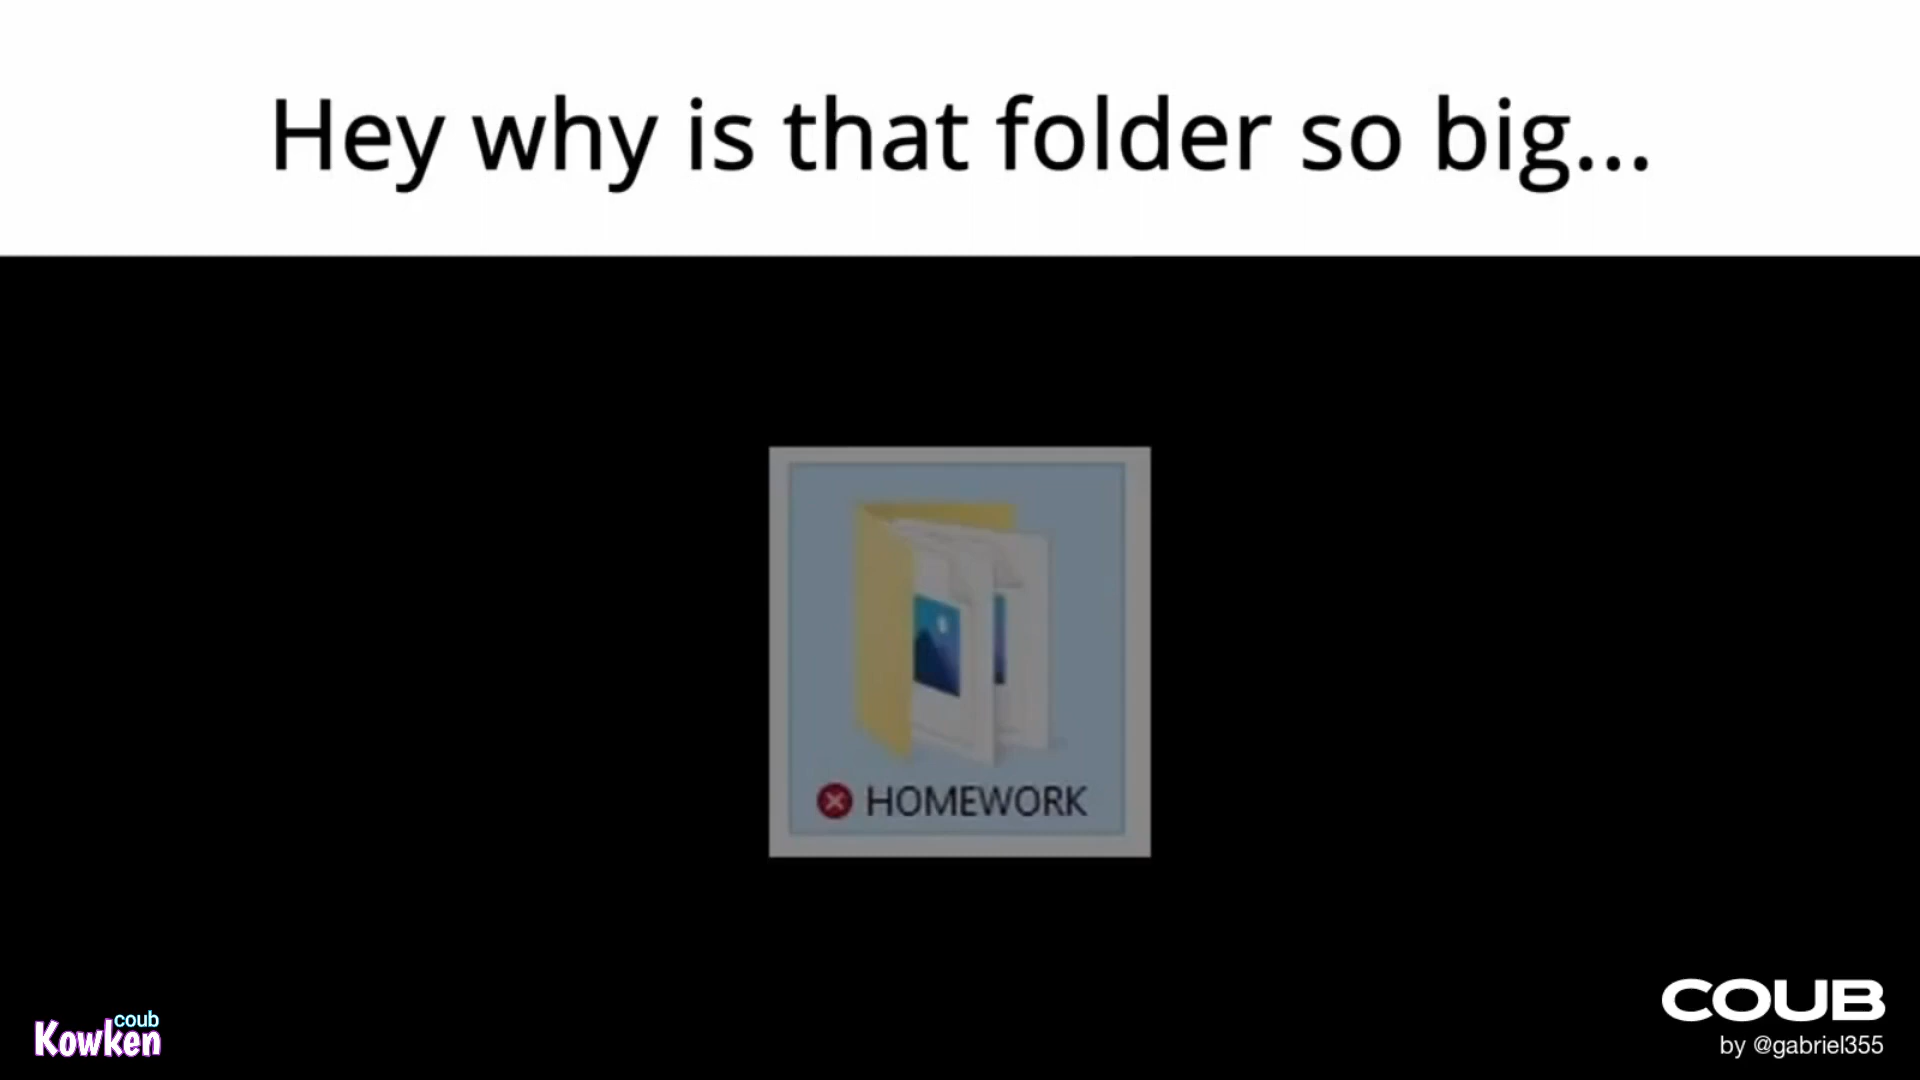 Hey why is that folder so big...
HOMEWORK
coub
Kowken
COUB
by @gabriel355